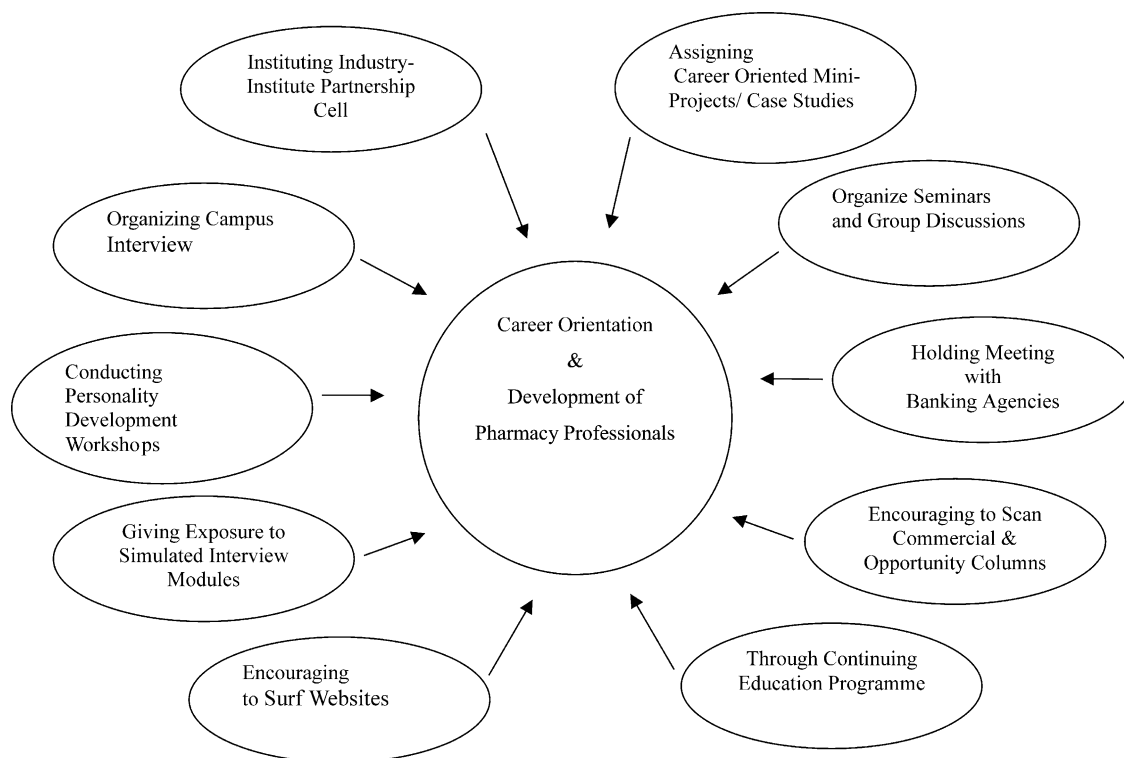 Instituting Industry-
Institute Partnership
Cell
Assigning
Career Oriented Mini-
Projects/ Case Studies
Organizing Campus
Interview
Organize Seminars
and Group Discussions
Career Orientation
&
Development of
Pharmacy Professionals
Conducting
Personality
Development
Workshops
Holding Meeting
with
Banking Agencies
Giving Exposure to
Simulated Interview
Modules
Encouraging to Scan
Commercial &
Opportunity Columns
Encouraging
to Surf Websites
Through Continuing
Education Programme